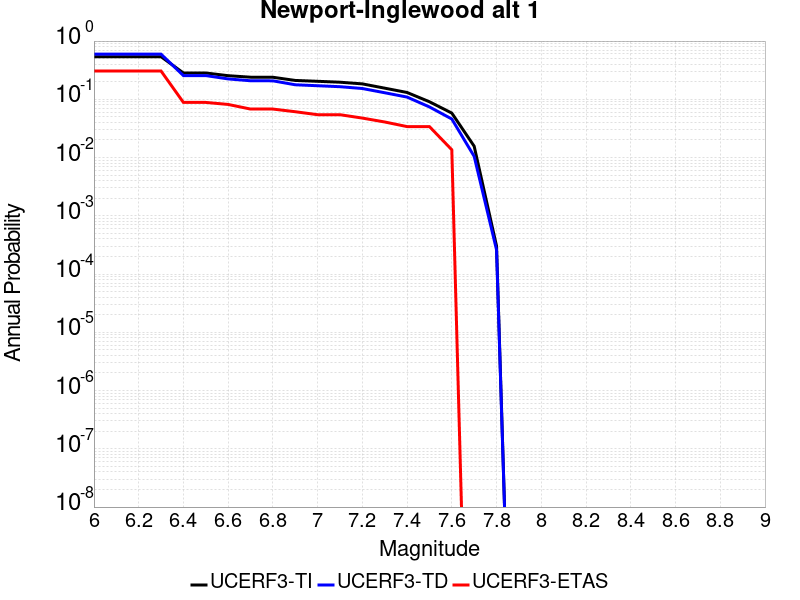 Newport-Inglewood alt 1
10^0
10^-1
10^-2
10^-3
10^-4
10^-5
10^-6
10^-7
10^-8
Annual Probability
6 6.2 6.4 6.6 6.8 7 7.2 7.4 7.6 7.8 8 8.2 8.4 8.6 8.8 9
Magnitude
UCERF3-TI UCERF3-TD UCERF3-ETAS